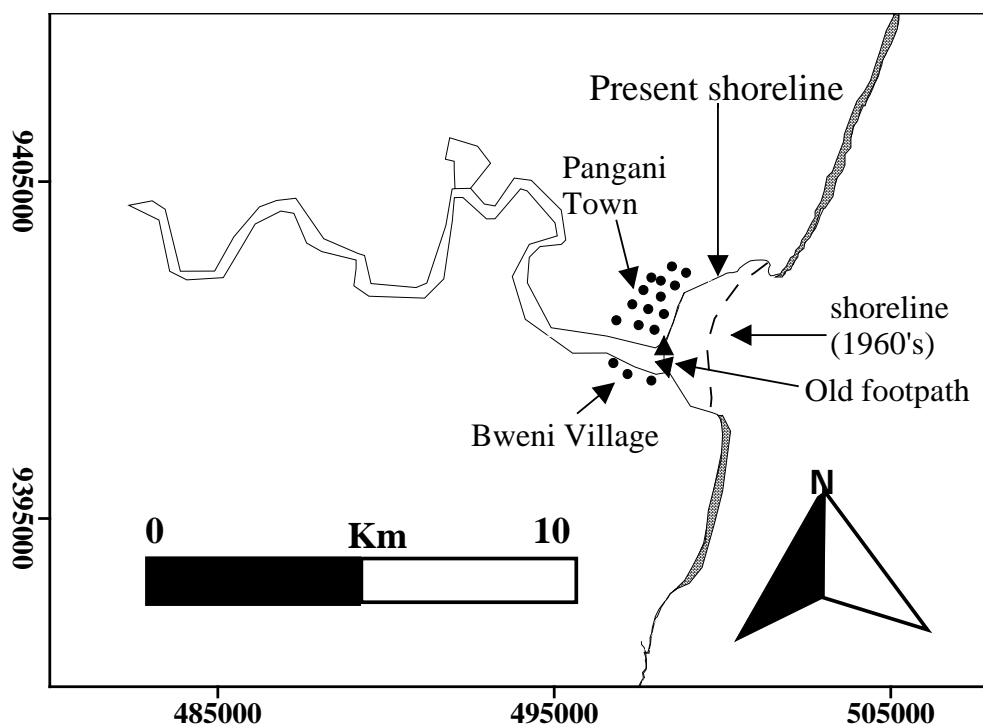 Present shoreline
Pangani
Town
shoreline
(1960's)
Old footpath
Bweni Village
N
0 Km 10
9405000
9395000
485000 495000 505000